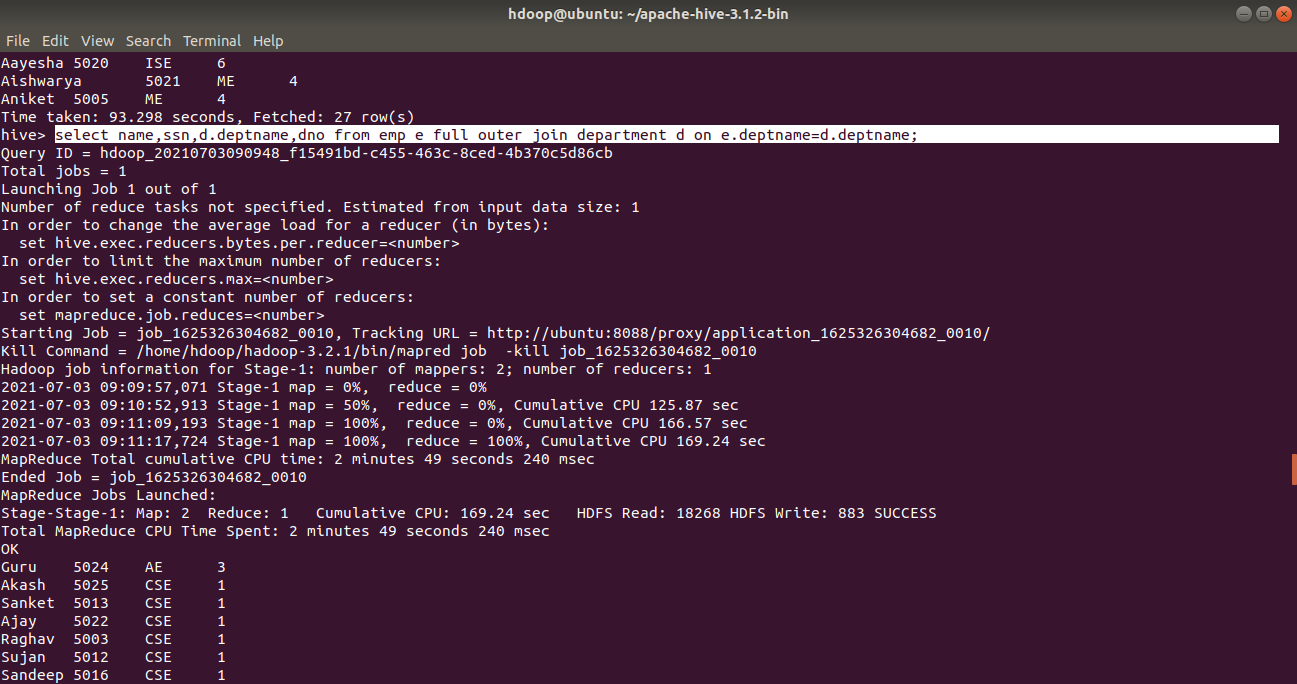 hdoop@ubuntu: ~/apache-hive-3.1.2-bin
File Edit View Search Terminal Help
Aayesha 5020    ISE     6
Aishwarya       5021    ME      4
Aniket  5005    ME      4
Time taken: 93.298 seconds, Fetched: 27 row(s)
hive> select name,ssn,d.deptname,dno from emp e full outer join department d on e.deptname=d.deptname;
Query ID = hdoop_20210703090948_f15491bd-c455-463c-8ced-4b370c5d86cb
Total jobs = 1
Launching Job 1 out of 1
Number of reduce tasks not specified. Estimated from input data size: 1
In order to change the average load for a reducer (in bytes):
  set hive.exec.reducers.bytes.per.reducer=<number>
In order to limit the maximum number of reducers:
  set hive.exec.reducers.max=<number>
In order to set a constant number of reducers:
  set mapreduce.job.reduces=<number>
Starting Job = job_1625326304682_0010, Tracking URL = http://ubuntu:8088/proxy/application_1625326304682_0010/
Kill Command = /home/hdoop/hadoop-3.2.1/bin/mapred job  -kill job_1625326304682_0010
Hadoop job information for Stage-1: number of mappers: 2; number of reducers: 1
2021-07-03 09:09:57,071 Stage-1 map = 0%,  reduce = 0%
2021-07-03 09:10:52,913 Stage-1 map = 50%,  reduce = 0%, Cumulative CPU 125.87 sec
2021-07-03 09:11:09,193 Stage-1 map = 100%,  reduce = 0%, Cumulative CPU 166.57 sec
2021-07-03 09:11:17,724 Stage-1 map = 100%,  reduce = 100%, Cumulative CPU 169.24 sec
MapReduce Total cumulative CPU time: 2 minutes 49 seconds 240 msec
Ended Job = job_1625326304682_0010
MapReduce Jobs Launched:
Stage-Stage-1: Map: 2  Reduce: 1   Cumulative CPU: 169.24 sec   HDFS Read: 18268 HDFS Write: 883 SUCCESS
Total MapReduce CPU Time Spent: 2 minutes 49 seconds 240 msec
OK
Guru    5024    AE      3
Akash   5025    CSE     1
Sanket  5013    CSE     1
Ajay    5022    CSE     1
Raghav  5003    CSE     1
Sujan   5012    CSE     1
Sandeep 5016    CSE     1